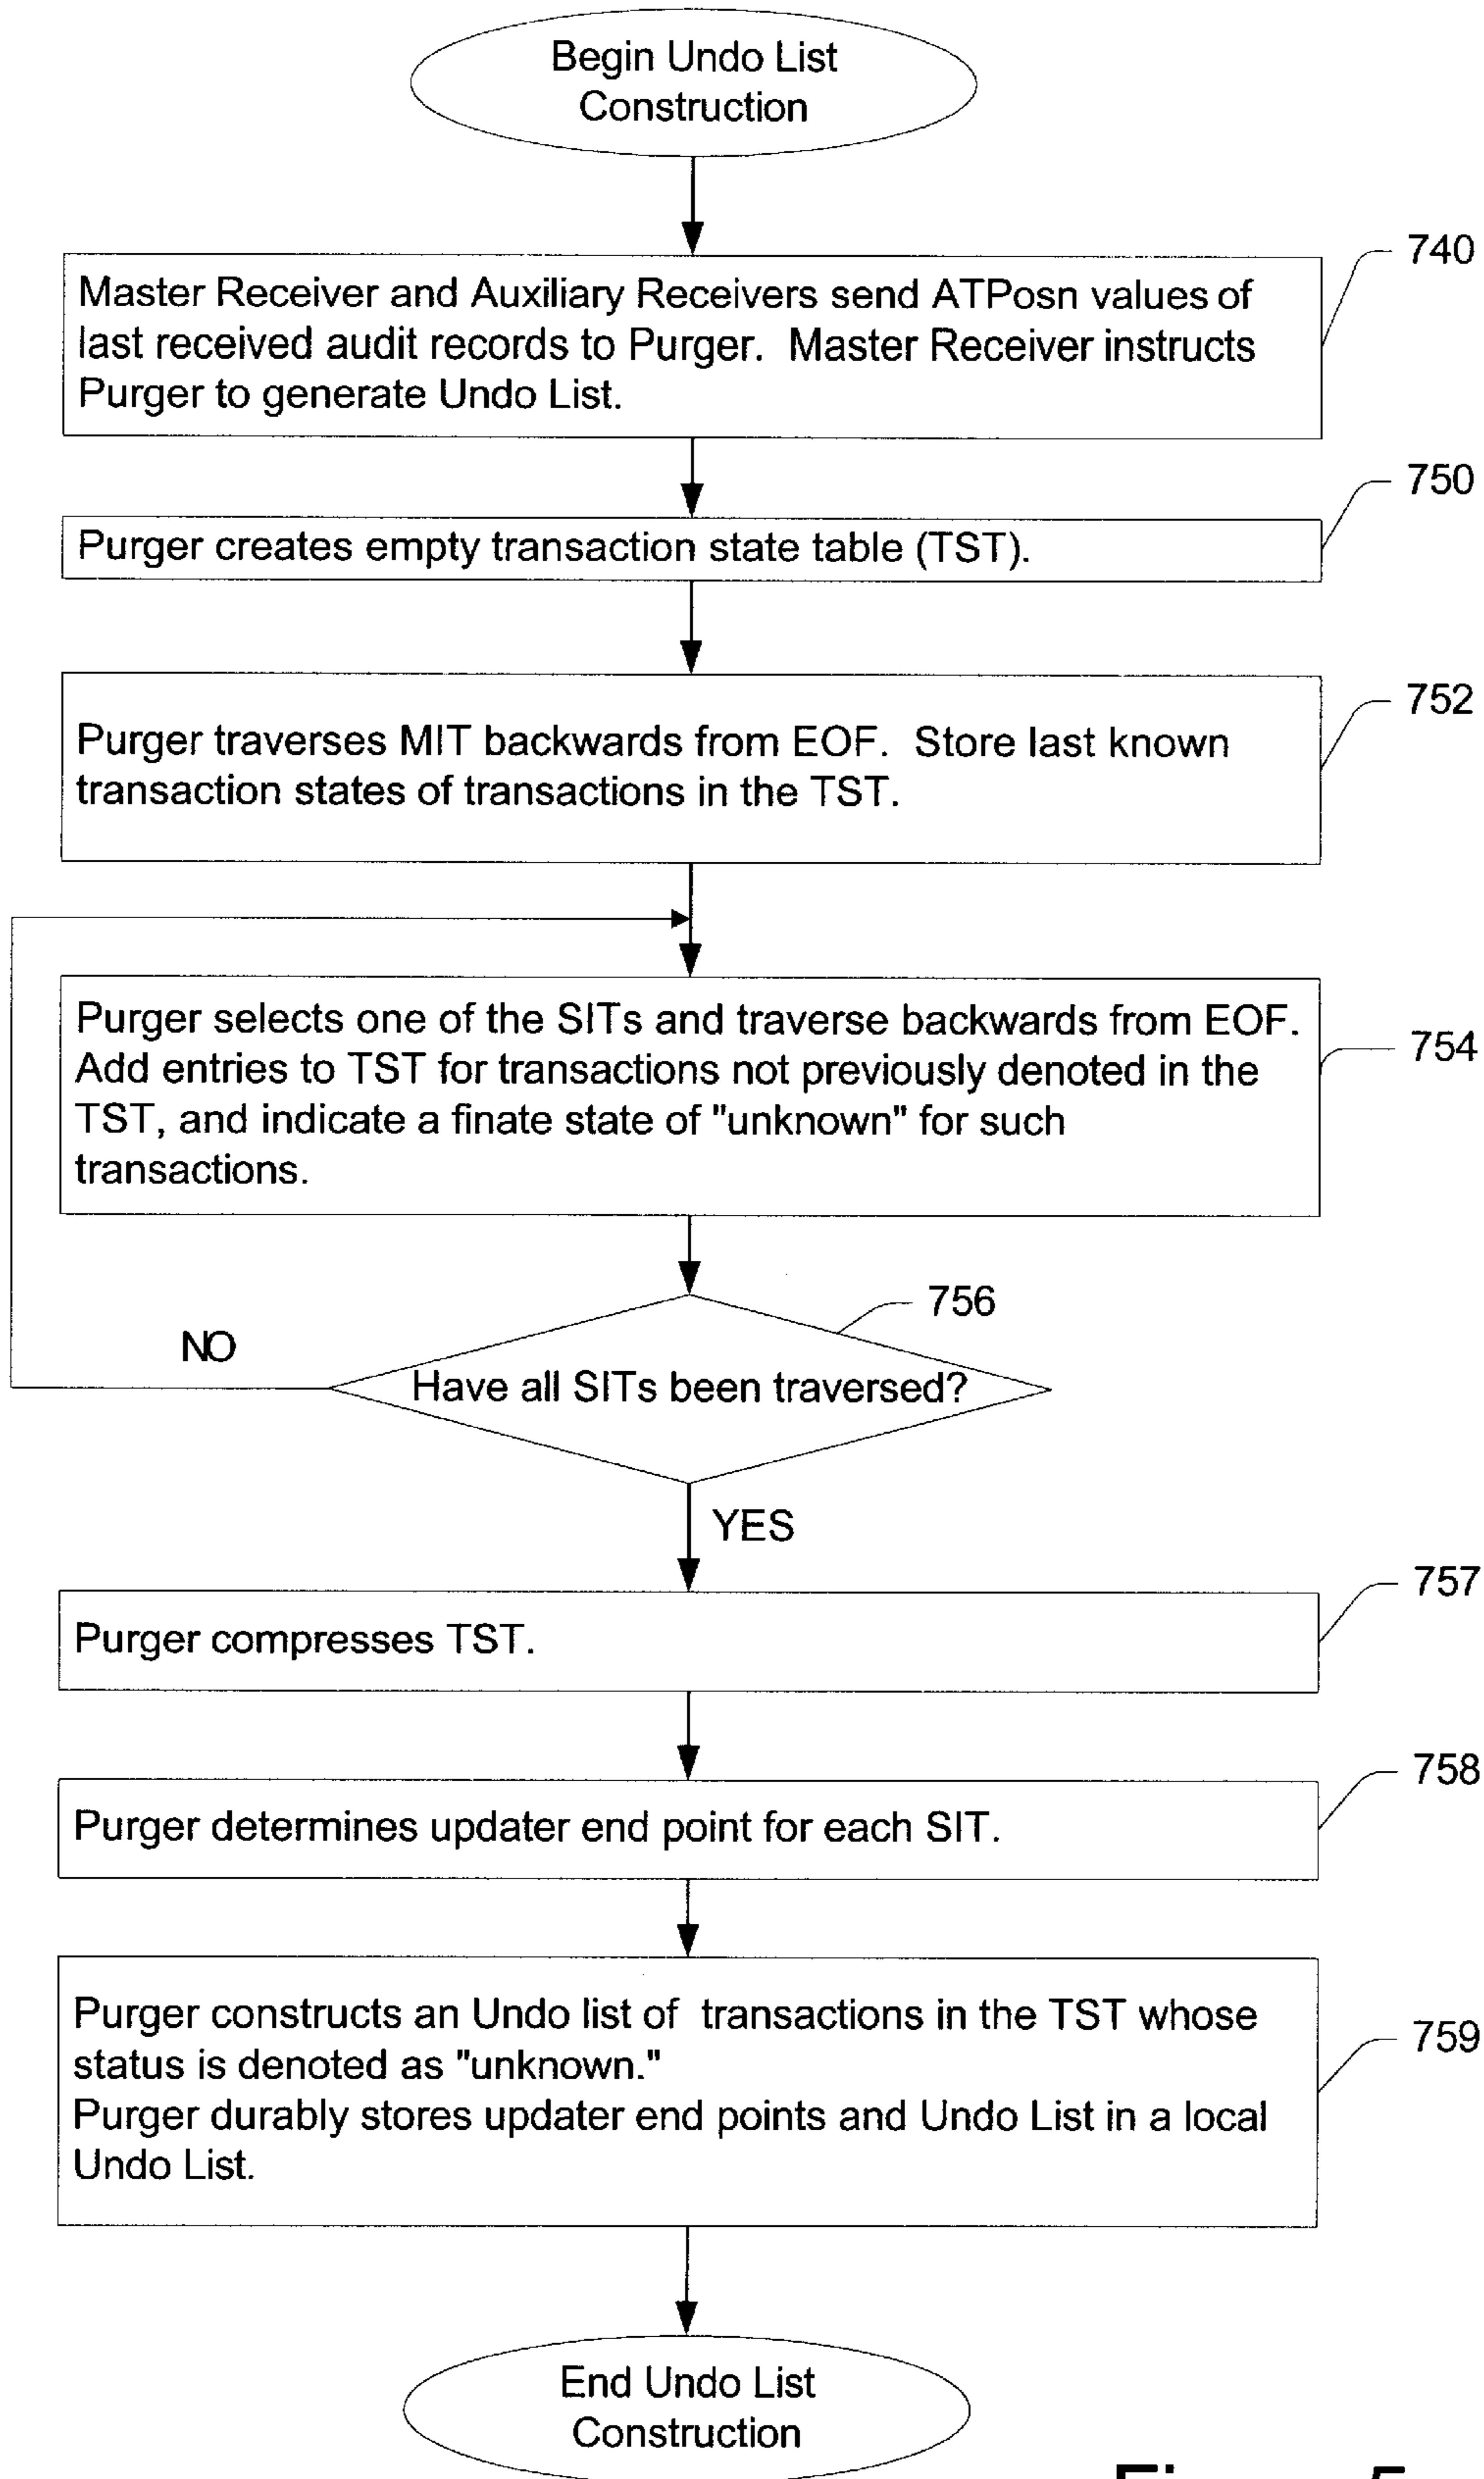 Begin Undo List
Construction
740
Master Receiver and Auxiliary Receivers send ATPosn values of
last received audit records to Purger. Master Receiver instructs
Purger to generate Undo List.
750
Purger creates empty transaction state table (TST).
752
Purger traverses MIT backwards from EOF. Store last known
transaction states of transactions in the TST.
Purger selects one of the SITs and traverse backwards from EOF.
Add entries to TST for transactions not previously denoted in the
TST, and indicate a finate state of "unknown" for such
transactions.
754
756
NO
Have all SITs been traversed?
YES
757
Purger compresses TST.
758
Purger determines updater end point for each SIT.
Purger constructs an Undo list of transactions in the TST whose
status is denoted as "unknown."
Purger durably stores updater end points and Undo List in a local
Undo List.
759
End Undo List
Construction